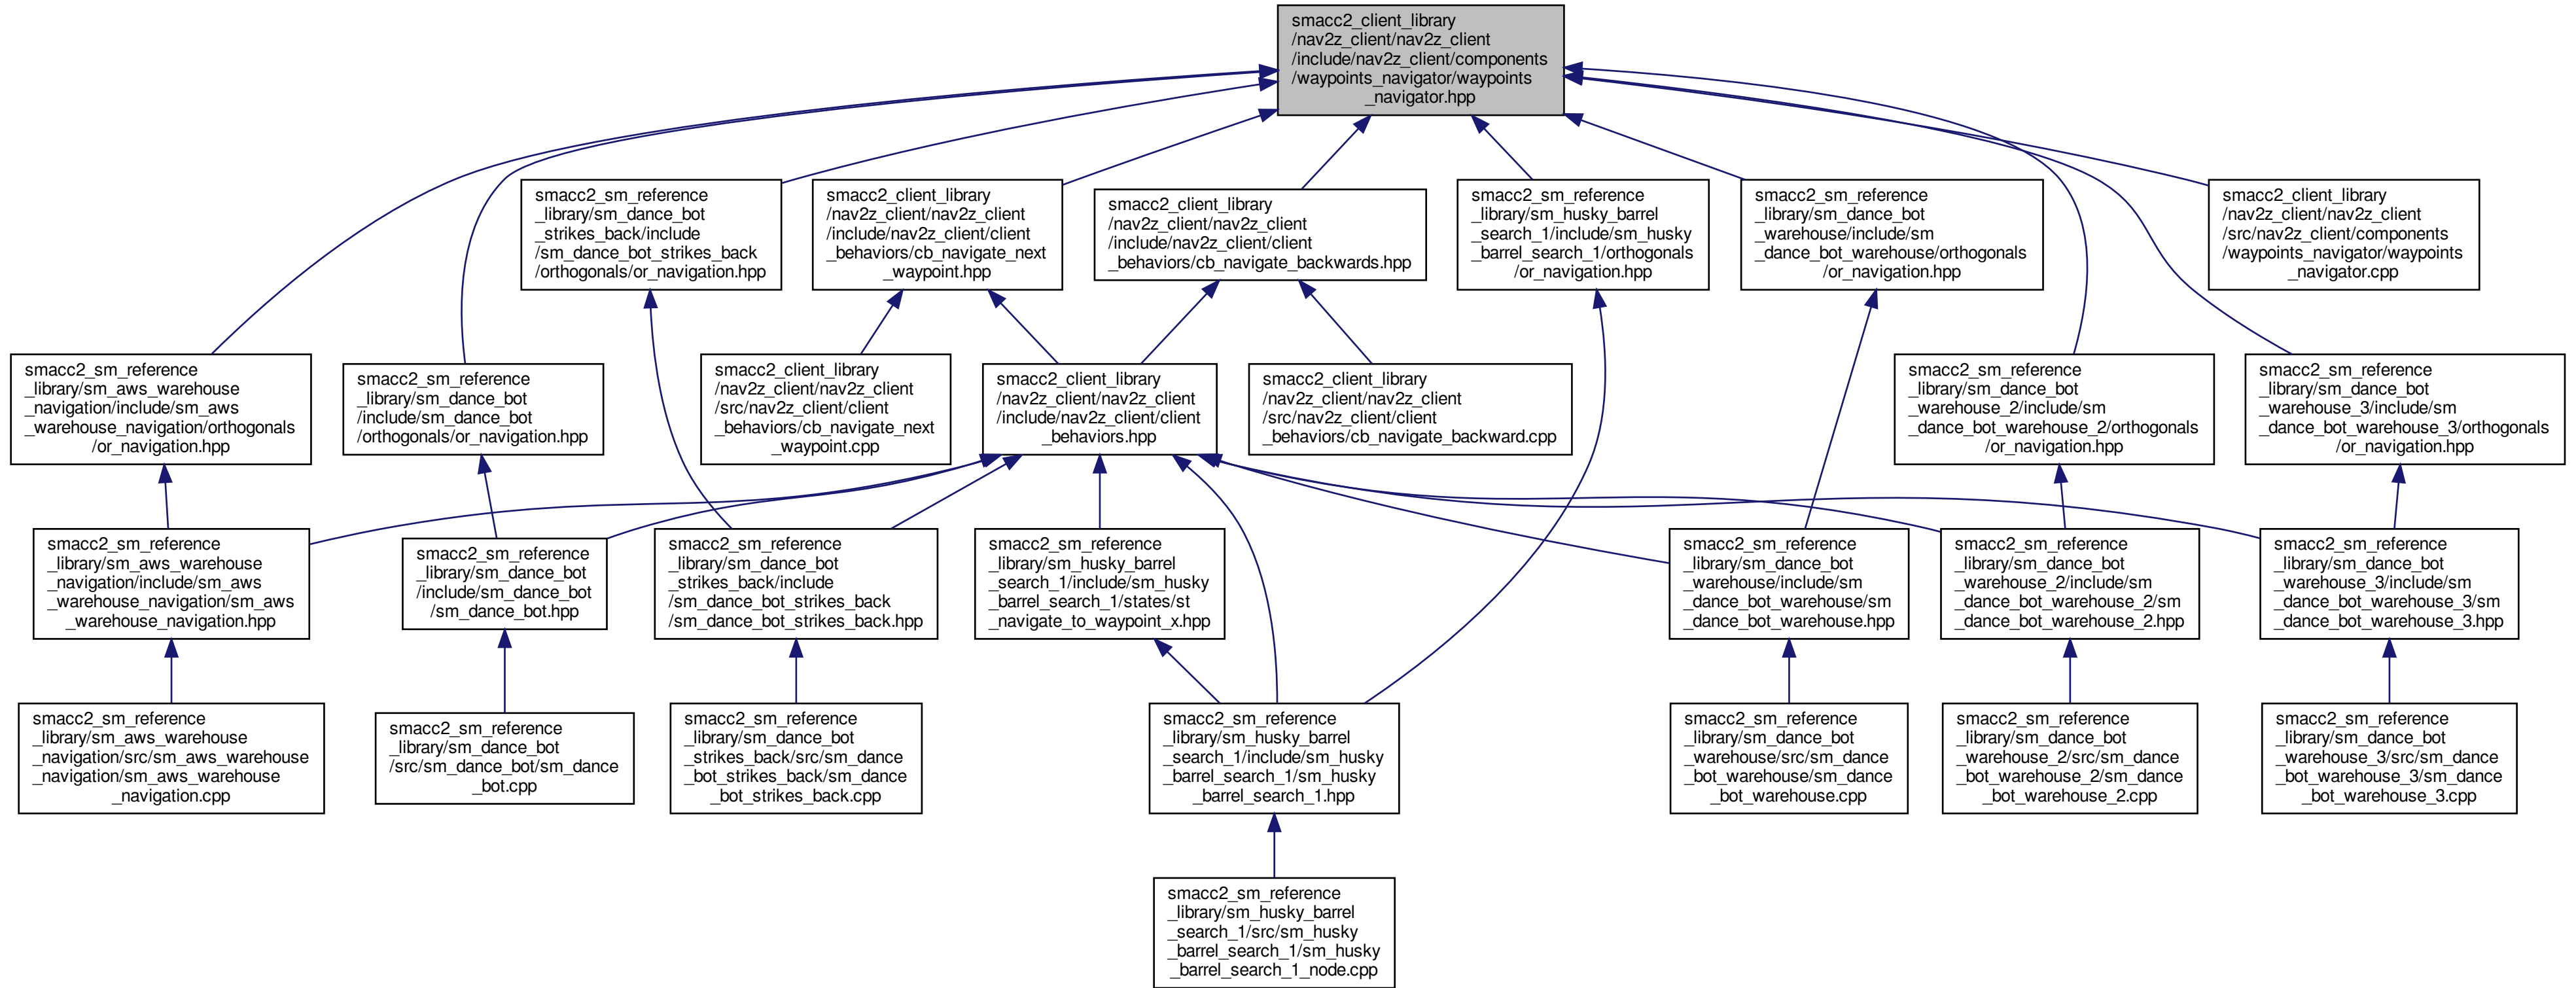 smacc2_client_library
/nav2z_client/nav2z_client
/include/nav2z_client/components
/waypoints_navigator/waypoints
_navigator.hpp
smacc2_sm_reference
_library/sm_dance_bot
_strikes_back/include
/sm_dance_bot_strikes_back
/orthogonals/or_navigation.hpp
smacc2_client_library
/nav2z_client/nav2z_client
/include/nav2z_client/client
_behaviors/cb_navigate_next
_waypoint.hpp
smacc2_client_library
/nav2z_client/nav2z_client
/include/nav2z_client/client
_behaviors/cb_navigate_backwards.hpp
smacc2_sm_reference
_library/sm_husky_barrel
_search_1/include/sm_husky
_barrel_search_1/orthogonals
/or_navigation.hpp
smacc2_sm_reference
_library/sm_dance_bot
_warehouse/include/sm
_dance_bot_warehouse/orthogonals
/or_navigation.hpp
smacc2_client_library
/nav2z_client/nav2z_client
/src/nav2z_client/components
/waypoints_navigator/waypoints
_navigator.cpp
smacc2_sm_reference
_library/sm_aws_warehouse
_navigation/include/sm_aws
_warehouse_navigation/orthogonals
/or_navigation.hpp
smacc2_sm_reference
_library/sm_dance_bot
/include/sm_dance_bot
/orthogonals/or_navigation.hpp
smacc2_client_library
/nav2z_client/nav2z_client
/src/nav2z_client/client
_behaviors/cb_navigate_next
_waypoint.cpp
smacc2_client_library
/nav2z_client/nav2z_client
/include/nav2z_client/client
_behaviors.hpp
smacc2_client_library
/nav2z_client/nav2z_client
/src/nav2z_client/client
_behaviors/cb_navigate_backward.cpp
smacc2_sm_reference
_library/sm_dance_bot
_warehouse_2/include/sm
_dance_bot_warehouse_2/orthogonals
/or_navigation.hpp
smacc2_sm_reference
_library/sm_dance_bot
_warehouse_3/include/sm
_dance_bot_warehouse_3/orthogonals
/or_navigation.hpp
smacc2_sm_reference
_library/sm_aws_warehouse
_navigation/include/sm_aws
_warehouse_navigation/sm_aws
_warehouse_navigation.hpp
smacc2_sm_reference
_library/sm_dance_bot
/include/sm_dance_bot
/sm_dance_bot.hpp
smacc2_sm_reference
_library/sm_dance_bot
_strikes_back/include
/sm_dance_bot_strikes_back
/sm_dance_bot_strikes_back.hpp
smacc2_sm_reference
_library/sm_husky_barrel
_search_1/include/sm_husky
_barrel_search_1/states/st
_navigate_to_waypoint_x.hpp
smacc2_sm_reference
_library/sm_dance_bot
_warehouse/include/sm
_dance_bot_warehouse/sm
_dance_bot_warehouse.hpp
smacc2_sm_reference
_library/sm_dance_bot
_warehouse_2/include/sm
_dance_bot_warehouse_2/sm
_dance_bot_warehouse_2.hpp
smacc2_sm_reference
_library/sm_dance_bot
_warehouse_3/include/sm
_dance_bot_warehouse_3/sm
_dance_bot_warehouse_3.hpp
smacc2_sm_reference
_library/sm_aws_warehouse
_navigation/src/sm_aws_warehouse
_navigation/sm_aws_warehouse
_navigation.cpp
smacc2_sm_reference
_library/sm_dance_bot
/src/sm_dance_bot/sm_dance
_bot.cpp
smacc2_sm_reference
_library/sm_dance_bot
_strikes_back/src/sm_dance
_bot_strikes_back/sm_dance
_bot_strikes_back.cpp
smacc2_sm_reference
_library/sm_husky_barrel
_search_1/include/sm_husky
_barrel_search_1/sm_husky
_barrel_search_1.hpp
smacc2_sm_reference
_library/sm_dance_bot
_warehouse/src/sm_dance
_bot_warehouse/sm_dance
_bot_warehouse.cpp
smacc2_sm_reference
_library/sm_dance_bot
_warehouse_2/src/sm_dance
_bot_warehouse_2/sm_dance
_bot_warehouse_2.cpp
smacc2_sm_reference
_library/sm_dance_bot
_warehouse_3/src/sm_dance
_bot_warehouse_3/sm_dance
_bot_warehouse_3.cpp
smacc2_sm_reference
_library/sm_husky_barrel
_search_1/src/sm_husky
_barrel_search_1/sm_husky
_barrel_search_1_node.cpp